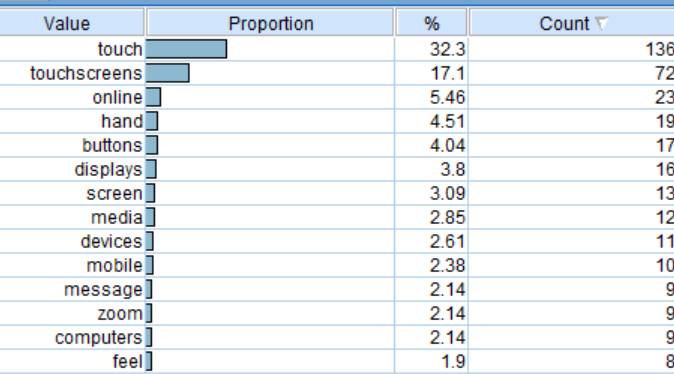 Value Proportion % Count
touch 32.3 136
touchscreens 17.1 72
online 5.46 23
hand 4.51 19
buttons 4.04 17
displays 3.8 16
screen 3.09 13
media 2.85 12
devices 2.61 11
mobile 2.38 10
message 2.14 9
zoom 2.14 9
computers 2.14 9
feel 1.9 8